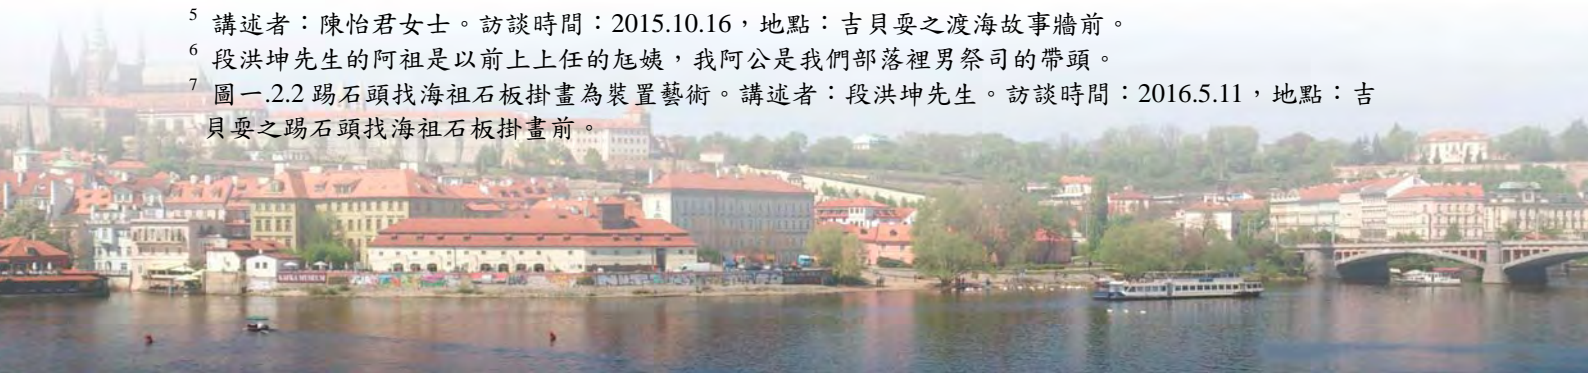 5 講述者：陳怡君女士。訪談時間：2015.10.16，地點：吉貝耍之渡海故事牆前。
6 段洪坤先生的阿祖是以前上上任的尪姨，我阿公是我們部落裡男祭司的帶頭。
7 圖一.2.2 踢石頭找海祖石板掛畫為裝置藝術。講述者：段洪坤先生。訪談時間：2016.5.11，地點：吉
貝耍之踢石頭找海祖石板掛畫前。
KAFKA MUSEUM